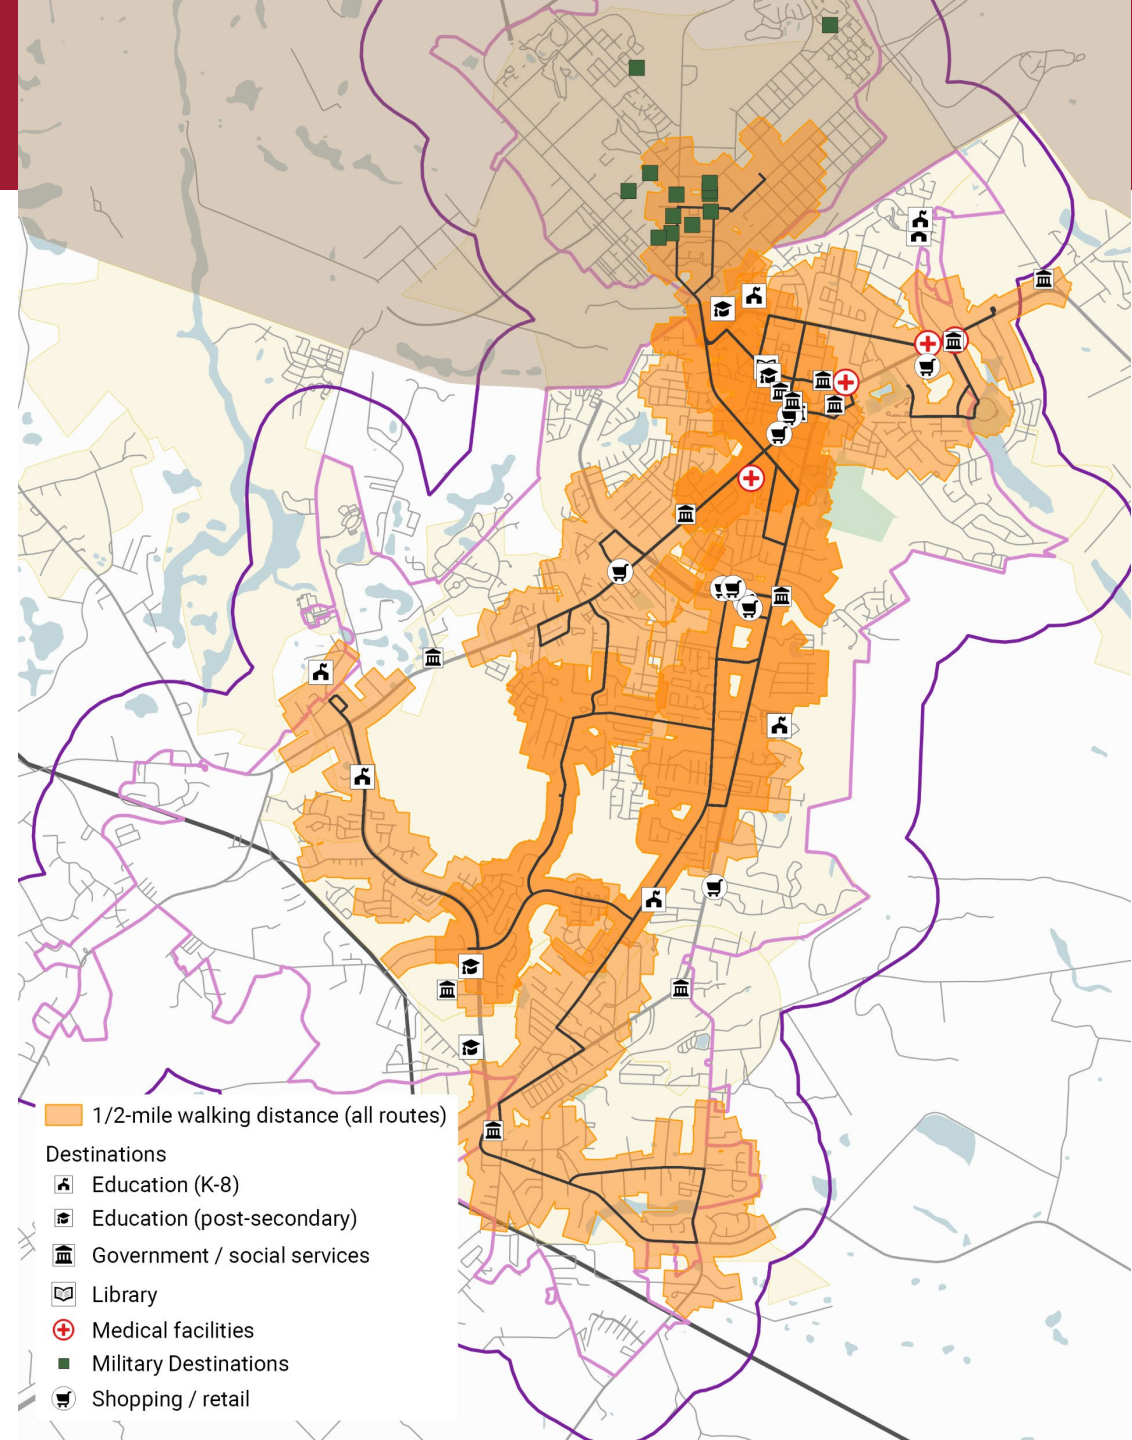 1/2-mile walking distance (all routes)
Destinations
Education (K-8)
Education (post-secondary)
Government / social services
Library
Medical facilities
Military Destinations
Shopping / retail